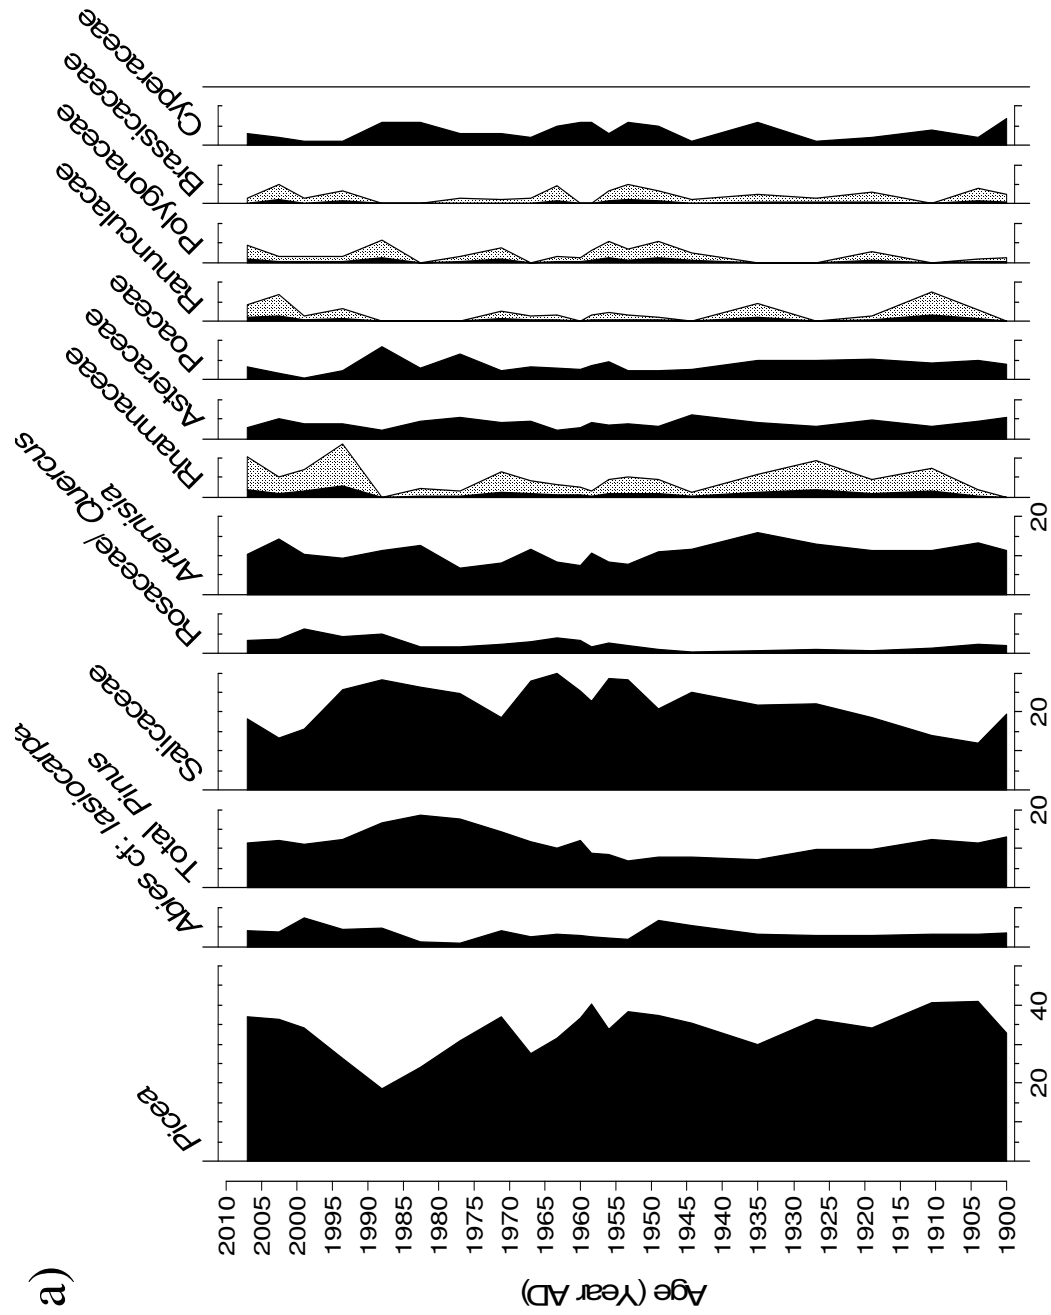 a)
Picea
Abies cf. lasiocarpa
Total Pinus
Salicaceae
Rosaceae/ Quercus
Artemisia
Rhamnaceae
Asteraceae
Poaceae
Ranunculaceae
Polygonaceae
Brassicaceae
Cyperaceae
Age (Year AD)
2010
2005
2000
1995
1990
1985
1980
1975
1970
1965
1960
1955
1950
1945
1940
1935
1930
1925
1920
1915
1910
1905
1900
20
40
20
20
20